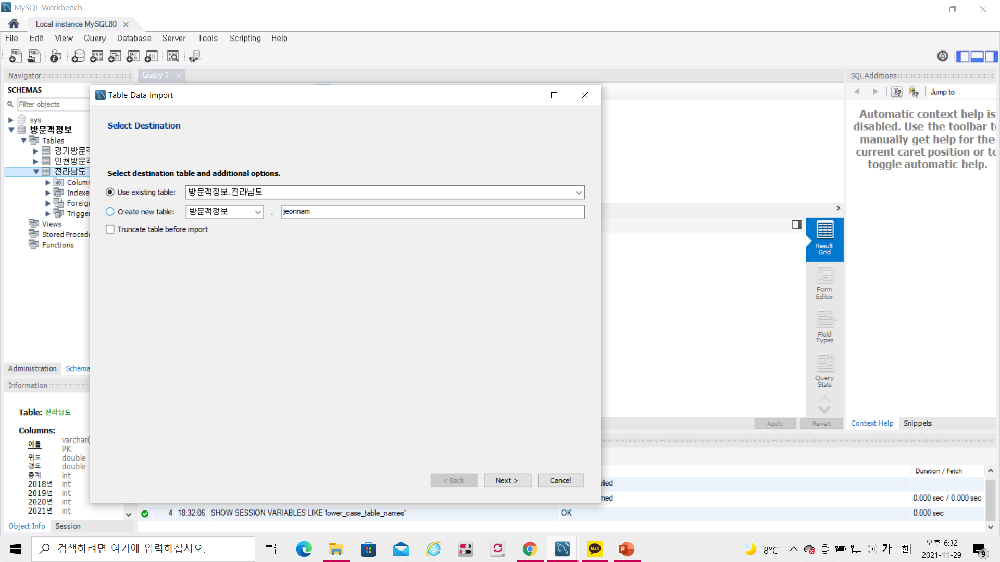 MySQL Workbench
Local instance MySQL80
File Edit View Query Database Server Tools Scripting Help
Navigator
SCHEMAS
Filter objects
sys
방문객정보
Tables
경기방문객
인천방문객
전라남도
Column
Indexe
Foreig
Trigge
Views
Stored Procedu
Functions
Administration Schema
Information
Table: 전라남도
Columns:
이름 varchar(
PK
위도 double
경도 double
총계 int
2018년 int
2019년 int
2020년 int
2021년 int
Object Info Session
Query 1
Table Data Import
Select Destination
Select destination table and additional options.
Use existing table: 방문객정보.전라남도
Create new table: 방문객정보 . jeonnam
Truncate table before import
< Back Next > Cancel
SQLAdditions
Jump to
Automatic context help is
disabled. Use the toolbar to
manually get help for the
current caret position or to
toggle automatic help.
Result
Grid
Form
Editor
Field
Types
Query
Stats
Apply Revert
Context Help Snippets
Duration / Fetch
plied
ned 0.000 sec / 0.000 sec
4 18:32:06 SHOW SESSION VARIABLES LIKE 'lower_case_table_names' OK 0.000 sec
검색하려면 여기에 입력하십시오.
TALK
8°C
가
한
오후 6:32
2021-11-29
9